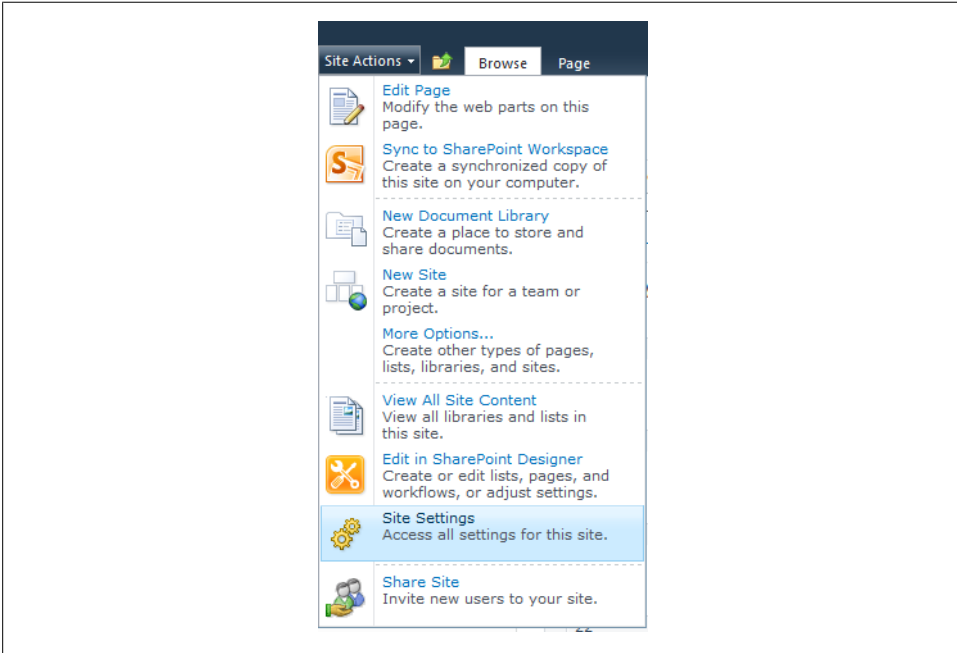 Site Actions Browse Page
Edit Page
Modify the web parts on this
page.
Sync to SharePoint Workspace
Create a synchronized copy of
this site on your computer.
New Document Library
Create a place to store and
share documents.
New Site
Create a site for a team or
project.
More Options...
Create other types of pages,
lists, libraries, and sites.
View All Site Content
View all libraries and lists in
this site.
Edit in SharePoint Designer
Create or edit lists, pages, and
workflows, or adjust settings.
Site Settings
Access all settings for this site.
Share Site
Invite new users to your site.